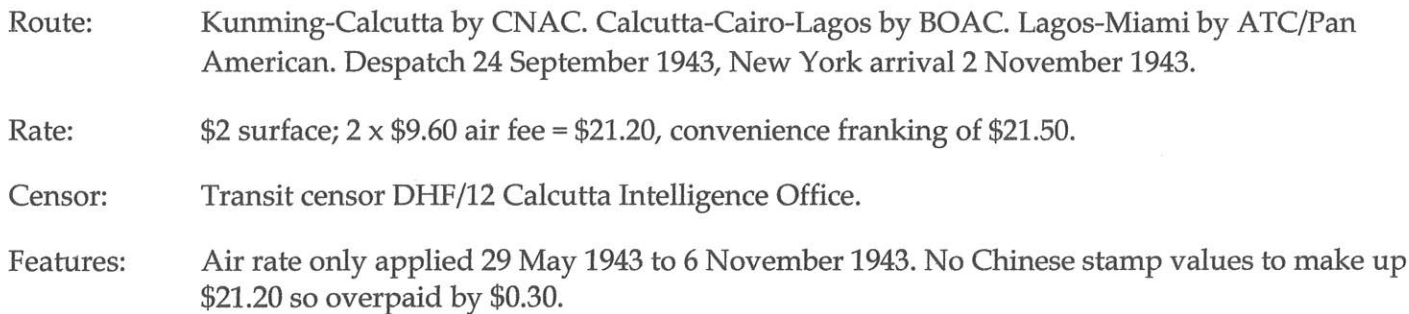 Route: Kunming-Calcutta by CNAC. Calcutta-Cairo-Lagos by BOAC. Lagos-Miami by ATC/Pan
American. Despatch 24 September 1943, New York arrival 2 November 1943.
Rate: $2 surface; 2 x $9.60 air fee = $21.20, convenience franking of $21.50.
Censor: Transit censor DHF/12 Calcutta Intelligence Office.
Features: Air rate only applied 29 May 1943 to 6 November 1943. No Chinese stamp values to make up
$21.20 so overpaid by $0.30.